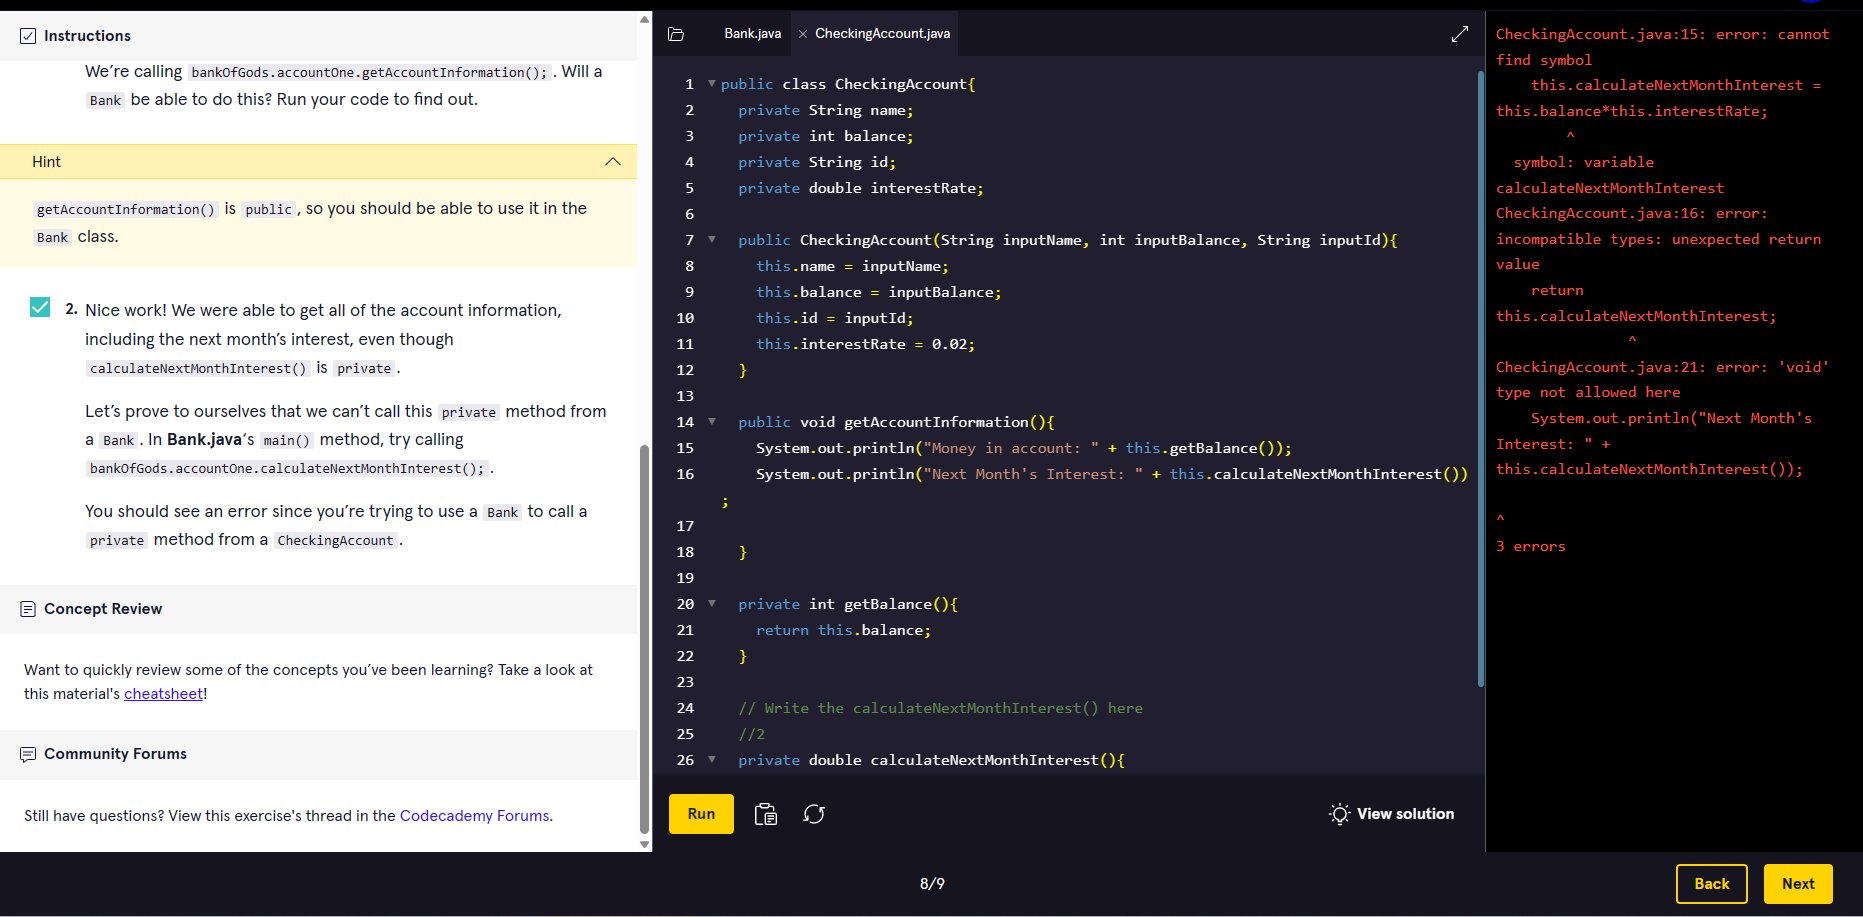 Instructions
We're calling bankOfGods.accountOne.getAccountInformation();. Will a
Bank be able to do this? Run your code to find out.
Hint
getAccountInformation() is public, so you should be able to use it in the
Bank class.
2. Nice work! We were able to get all of the account information,
including the next month's interest, even though
calculateNextMonthInterest() is private.
Let's prove to ourselves that we can't call this private method from
a Bank. In Bank.java's main() method, try calling
bankOfGods.accountOne.calculateNextMonthInterest();.
You should see an error since you're trying to use a Bank to call a
private method from a CheckingAccount.
Concept Review
Want to quickly review some of the concepts you've been learning? Take a look at
this material's cheatsheet!
Community Forums
Still have questions? View this exercise's thread in the Codecademy Forums.
Bank.java × CheckingAccount.java
1 public class CheckingAccount{
2 private String name;
3 private int balance;
4 private String id;
5 private double interestRate;
6
7 public CheckingAccount(String inputName, int inputBalance, String inputId){
8 this.name = inputName;
9 this.balance = inputBalance;
10 this.id = inputId;
11 this.interestRate = 0.02;
12 }
13
14 public void getAccountInformation(){
15 System.out.println("Money in account: " + this.getBalance());
16 System.out.println("Next Month's Interest: " + this.calculateNextMonthInterest())
;
17
18 }
19
20 private int getBalance(){
21 return this.balance;
22 }
23
24 // Write the calculateNextMonthInterest() here
25 //2
26 private double calculateNextMonthInterest(){
Run
View solution
CheckingAccount.java:15: error: cannot
find symbol
this.calculateNextMonthInterest =
this.balance*this.interestRate;
^
symbol: variable
calculateNextMonthInterest
CheckingAccount.java:16: error:
incompatible types: unexpected return
value
return
this.calculateNextMonthInterest;
^
CheckingAccount.java:21: error: 'void'
type not allowed here
System.out.println("Next Month's
Interest: " +
this.calculateNextMonthInterest());
^
3 errors
8/9
Back
Next